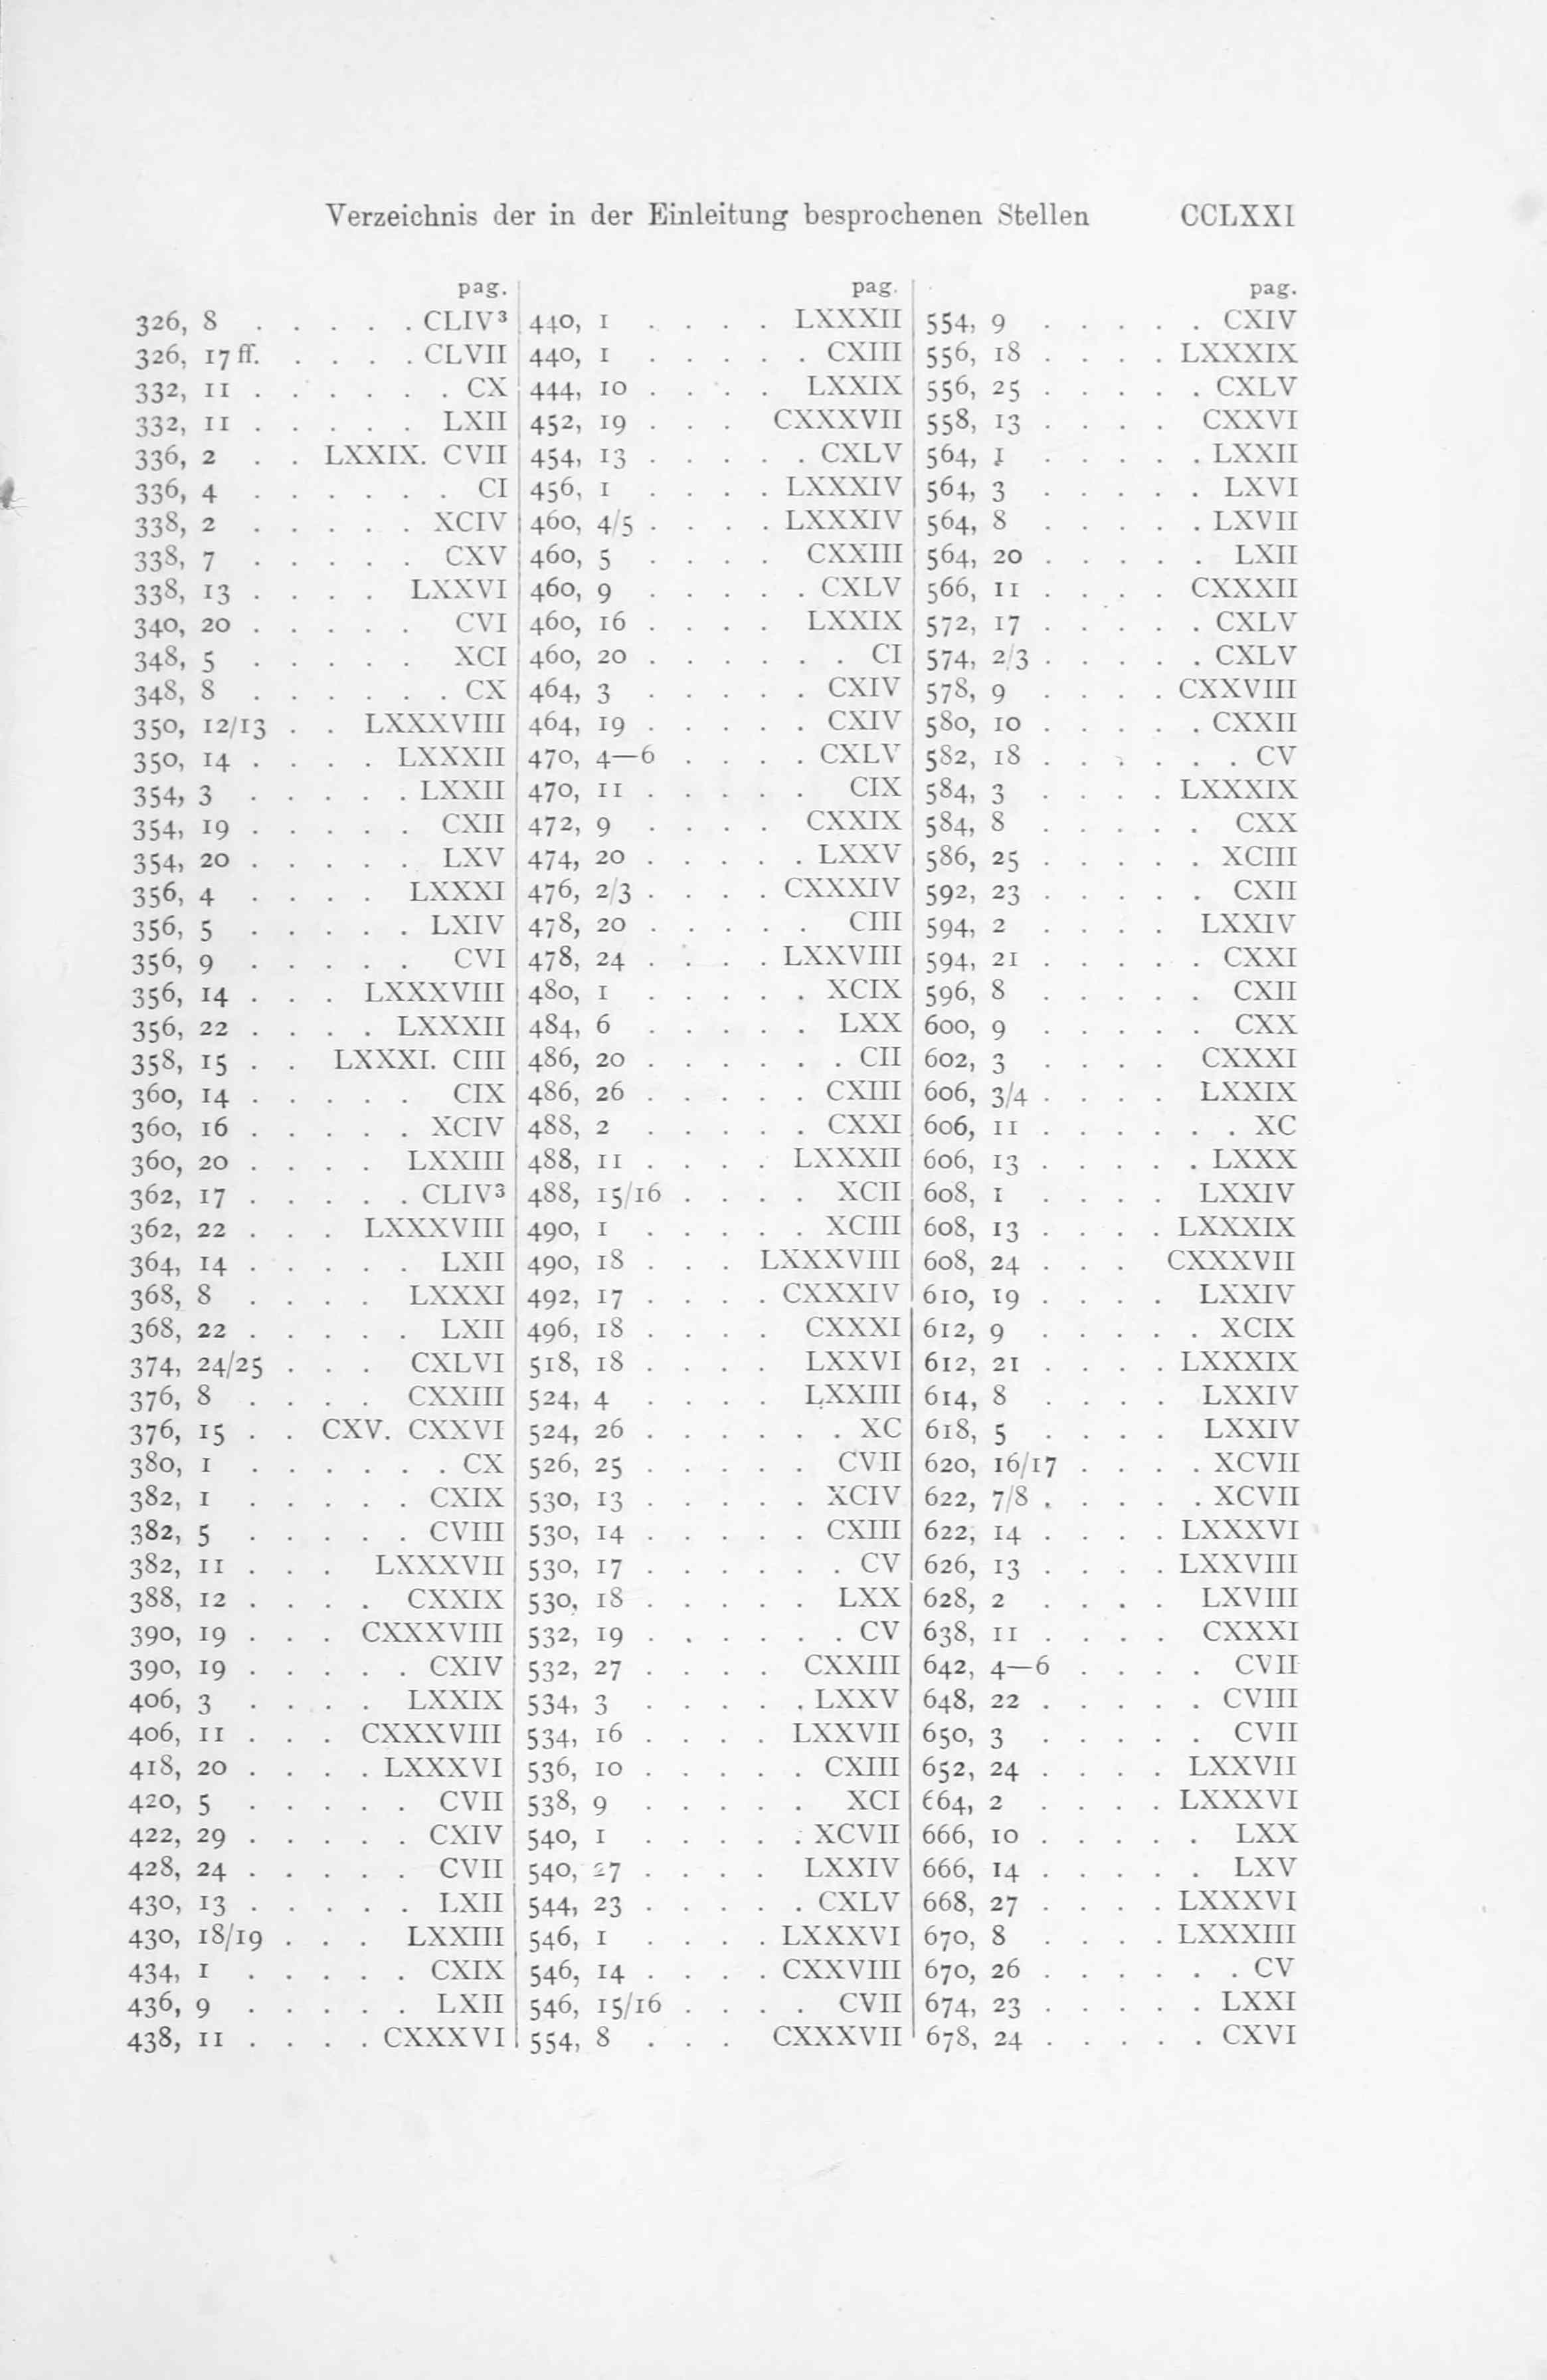 Verzeichnis der in der Einleitung besprochenen Stellen CCLXXI
pag.
326, 8 . . . . . CLIV³
326, 17 ff. . . . . CLVII
332, 11 . . . . . . CX
332, 11 . . . . . LXII
336, 2 . . LXXIX. CVII
336, 4 . . . . . . CI
338, 2 . . . . . XCIV
338, 7 . . . . . CXV
338, 13 . . . . LXXVI
340, 20 . . . . . CVI
348, 5 . . . . . XCI
348, 8 . . . . . . CX
350, 12/13 . . LXXXVIII
350, 14 . . . . LXXXII
354, 3 . . . . . LXXII
354, 19 . . . . . CXII
354, 20 . . . . . LXV
356, 4 . . . . LXXXI
356, 5 . . . . . LXIV
356, 9 . . . . . CVI
356, 14 . . . LXXXVIII
356, 22 . . . . LXXXII
358, 15 . . LXXXI. CIII
360, 14 . . . . . CIX
360, 16 . . . . . XCIV
360, 20 . . . . LXXIII
362, 17 . . . . . CLIV³
362, 22 . . . LXXXVIII
364, 14 . . . . . LXII
368, 8 . . . . LXXXI
368, 22 . . . . . LXII
374, 24/25 . . . CXLVI
376, 8 . . . . CXXIII
376, 15 . . CXV. CXXVI
380, 1 . . . . . . CX
382, 1 . . . . . CXIX
382, 5 . . . . . CVIII
382, 11 . . . LXXXVII
388, 12 . . . . CXXIX
390, 19 . . . CXXXVIII
390, 19 . . . . . CXIV
406, 3 . . . . LXXIX
406, 11 . . . CXXXVIII
418, 20 . . . . LXXXVI
420, 5 . . . . . CVII
422, 29 . . . . . CXIV
428, 24 . . . . . CVII
430, 13 . . . . . LXII
430, 18/19 . . . LXXIII
434, 1 . . . . . CXIX
436, 9 . . . . . LXII
438, 11 . . . . CXXXVI
pag.
440, 1 . . . . LXXXII
440, 1 . . . . . CXIII
444, 10 . . . . LXXIX
452, 19 . . . CXXXVII
454, 13 . . . . . CXLV
456, 1 . . . . LXXXIV
460, 4/5 . . . . LXXXIV
460, 5 . . . . CXXIII
460, 9 . . . . . CXLV
460, 16 . . . . LXXIX
460, 20 . . . . . . CI
464, 3 . . . . . CXIV
464, 19 . . . . . CXIV
470, 4—6 . . . . CXLV
470, 11 . . . . . CIX
472, 9 . . . . CXXIX
474, 20 . . . . . LXXV
476, 2/3 . . . . CXXXIV
478, 20 . . . . . CIII
478, 24 . . . . LXXVIII
480, 1 . . . . . XCIX
484, 6 . . . . . LXX
486, 20 . . . . . . CII
486, 26 . . . . . CXIII
488, 2 . . . . . CXXI
488, 11 . . . . LXXXII
488, 15/16 . . . . XCII
490, 1 . . . . . XCIII
490, 18 . . . LXXXVIII
492, 17 . . . . CXXXIV
496, 18 . . . . CXXXI
518, 18 . . . . LXXVI
524, 4 . . . . LXXIII
524, 26 . . . . . . XC
526, 25 . . . . . CVII
530, 13 . . . . . XCIV
530, 14 . . . . . CXIII
530, 17 . . . . . . CV
530, 18 . . . . . LXX
532, 19 . . . . . . CV
532, 27 . . . . CXXIII
534, 3 . . . . . LXXV
534, 16 . . . . LXXVII
536, 10 . . . . . CXIII
538, 9 . . . . . XCI
540, 1 . . . . . XCVII
540, 27 . . . . LXXIV
544, 23 . . . . . CXLV
546, 1 . . . . LXXXVI
546, 14 . . . . CXXVIII
546, 15/16 . . . . CVII
554, 8 . . . CXXXVII
pag.
554, 9 . . . . . CXIV
556, 18 . . . . LXXXIX
556, 25 . . . . . CXLV
558, 13 . . . . CXXVI
564, 1 . . . . . LXXII
564, 3 . . . . . LXVI
564, 8 . . . . . LXVII
564, 20 . . . . . LXII
566, 11 . . . . CXXXII
572, 17 . . . . . CXLV
574, 2/3 . . . . . CXLV
578, 9 . . . . CXXVIII
580, 10 . . . . . CXXII
582, 18 . . . . . . CV
584, 3 . . . . LXXXIX
584, 8 . . . . . CXX
586, 25 . . . . . XCIII
592, 23 . . . . . CXII
594, 2 . . . . LXXIV
594, 21 . . . . . CXXI
596, 8 . . . . . CXII
600, 9 . . . . . CXX
602, 3 . . . . CXXXI
606, 3/4 . . . . LXXIX
606, 11 . . . . . . XC
606, 13 . . . . . LXXX
608, 1 . . . . LXXIV
608, 13 . . . . LXXXIX
608, 24 . . . CXXXVII
610, 19 . . . . LXXIV
612, 9 . . . . . XCIX
612, 21 . . . . LXXXIX
614, 8 . . . . LXXIV
618, 5 . . . . LXXIV
620, 16/17 . . . . XCVII
622, 7/8 . . . . . XCVII
622, 14 . . . . LXXXVI
626, 13 . . . . LXXVIII
628, 2 . . . . LXVIII
638, 11 . . . . CXXXI
642, 4—6 . . . . CVII
648, 22 . . . . . CVIII
650, 3 . . . . . CVII
652, 24 . . . . LXXVII
664, 2 . . . . LXXXVI
666, 10 . . . . . LXX
666, 14 . . . . . LXV
668, 27 . . . . LXXXVI
670, 8 . . . . LXXXIII
670, 26 . . . . . . CV
674, 23 . . . . . LXXI
678, 24 . . . . . CXVI